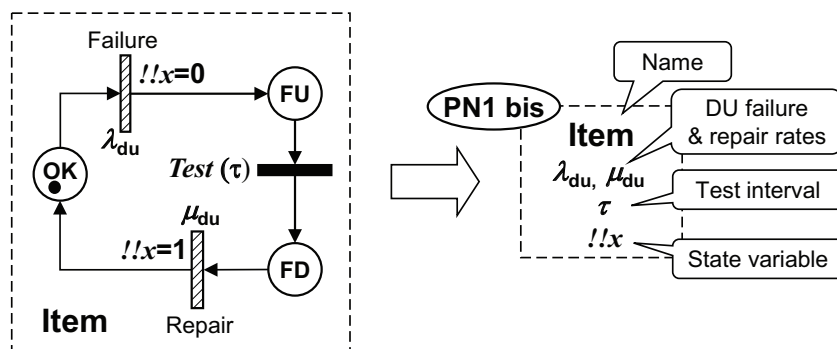 Failure
!!x=0
FU
λdu
OK
Test (τ)
μdu
!!x=1
FD
Item
Repair
Name
PN1 bis
Item
DU failure
& repair rates
λdu, μdu
τ
Test interval
!!x
State variable